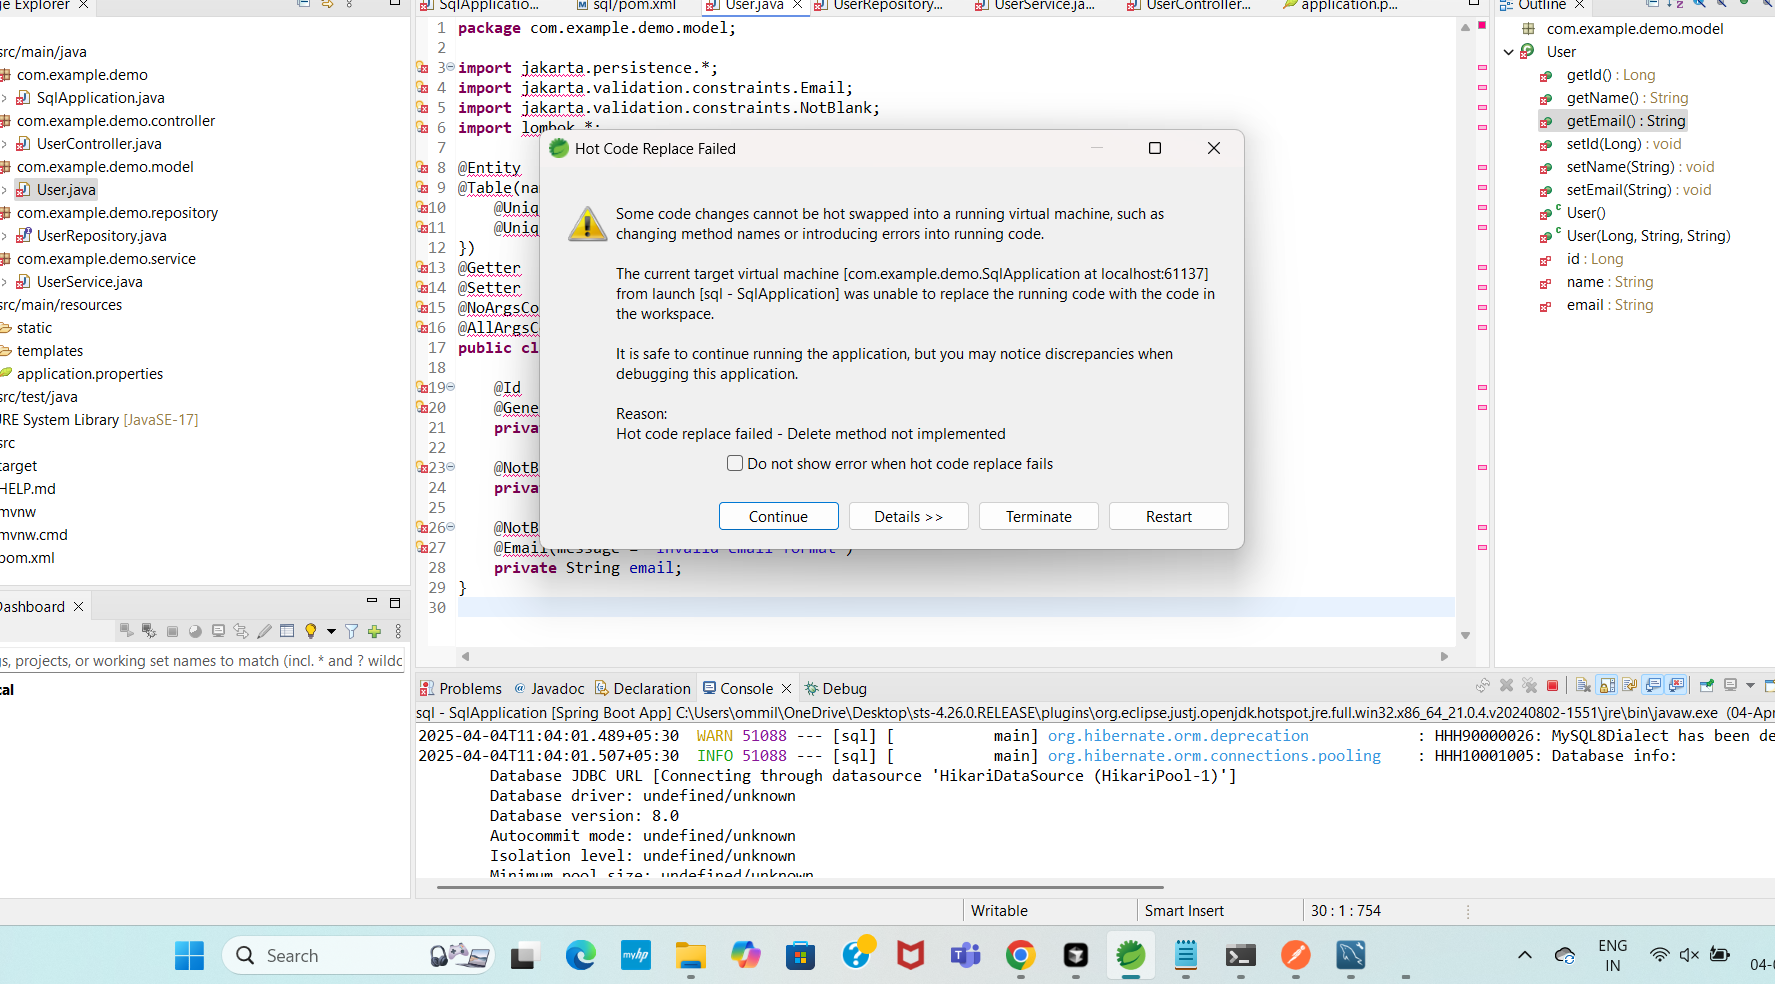 ge Explorer
SqlApplicatio...
sql/pom.xml
User.java
UserRepository...
UserService.ja...
UserController...
application.p...
Outline
src/main/java
com.example.demo
SqlApplication.java
com.example.demo.controller
UserController.java
com.example.demo.model
User.java
com.example.demo.repository
UserRepository.java
com.example.demo.service
UserService.java
src/main/resources
static
templates
application.properties
src/test/java
JRE System Library [JavaSE-17]
src
target
HELP.md
mvnw
mvnw.cmd
pom.xml
1 package com.example.demo.model;
2
3 import jakarta.persistence.*;
4 import jakarta.validation.constraints.Email;
5 import jakarta.validation.constraints.NotBlank;
6 import lombok.*;
7
8 @Entity
9 @Table(na
10 @Uniq
11 @Uniq
12 })
13 @Getter
14 @Setter
15 @NoArgsCo
16 @AllArgsC
17 public cl
18
19 @Id
20 @Gene
21 priva
22
23 @NotB
24 priva
25
26 @NotB
27 @Email(message = "Invalid email format")
28 private String email;
29 }
30
Hot Code Replace Failed
Some code changes cannot be hot swapped into a running virtual machine, such as
changing method names or introducing errors into running code.
The current target virtual machine [com.example.demo.SqlApplication at localhost:61137]
from launch [sql - SqlApplication] was unable to replace the running code with the code in
the workspace.
It is safe to continue running the application, but you may notice discrepancies when
debugging this application.
Reason:
Hot code replace failed - Delete method not implemented
Do not show error when hot code replace fails
Continue
Details >>
Terminate
Restart
com.example.demo.model
User
getId() : Long
getName() : String
getEmail() : String
setId(Long) : void
setName(String) : void
setEmail(String) : void
User()
User(Long, String, String)
id : Long
name : String
email : String
Dashboard
s, projects, or working set names to match (incl. * and ? wildc
cal
Problems
Javadoc
Declaration
Console
Debug
sql - SqlApplication [Spring Boot App] C:\Users\ommil\OneDrive\Desktop\sts-4.26.0.RELEASE\plugins\org.eclipse.justj.openjdk.hotspot.jre.full.win32.x86_64_21.0.4.v20240802-1551\jre\bin\javaw.exe (04-Apr
2025-04-04T11:04:01.489+05:30 WARN 51088 --- [sql] [ main] org.hibernate.orm.deprecation : HHH90000026: MySQL8Dialect has been de
2025-04-04T11:04:01.507+05:30 INFO 51088 --- [sql] [ main] org.hibernate.orm.connections.pooling : HHH10001005: Database info:
Database JDBC URL [Connecting through datasource 'HikariDataSource (HikariPool-1)']
Database driver: undefined/unknown
Database version: 8.0
Autocommit mode: undefined/unknown
Isolation level: undefined/unknown
Minimum pool size: undefined/unknown
Writable
Smart Insert
30 : 1 : 754
Search
myhp
ENG
IN
04-0